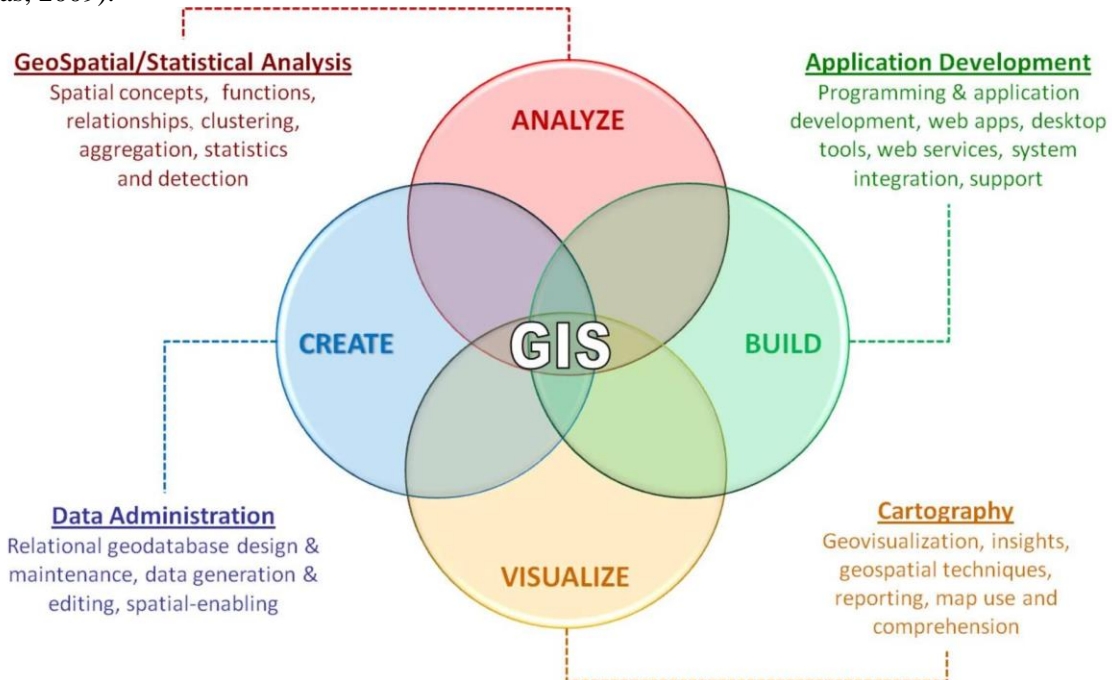 as, 2009).
GeoSpatial/Statistical Analysis
Spatial concepts, functions,
relationships, clustering,
aggregation, statistics
and detection
ANALYZE
Application Development
Programming & application
development, web apps, desktop
tools, web services, system
integration, support
CREATE
GIS
BUILD
Data Administration
Relational geodatabase design &
maintenance, data generation &
editing, spatial-enabling
VISUALIZE
Cartography
Geovisualization, insights,
geospatial techniques,
reporting, map use and
comprehension